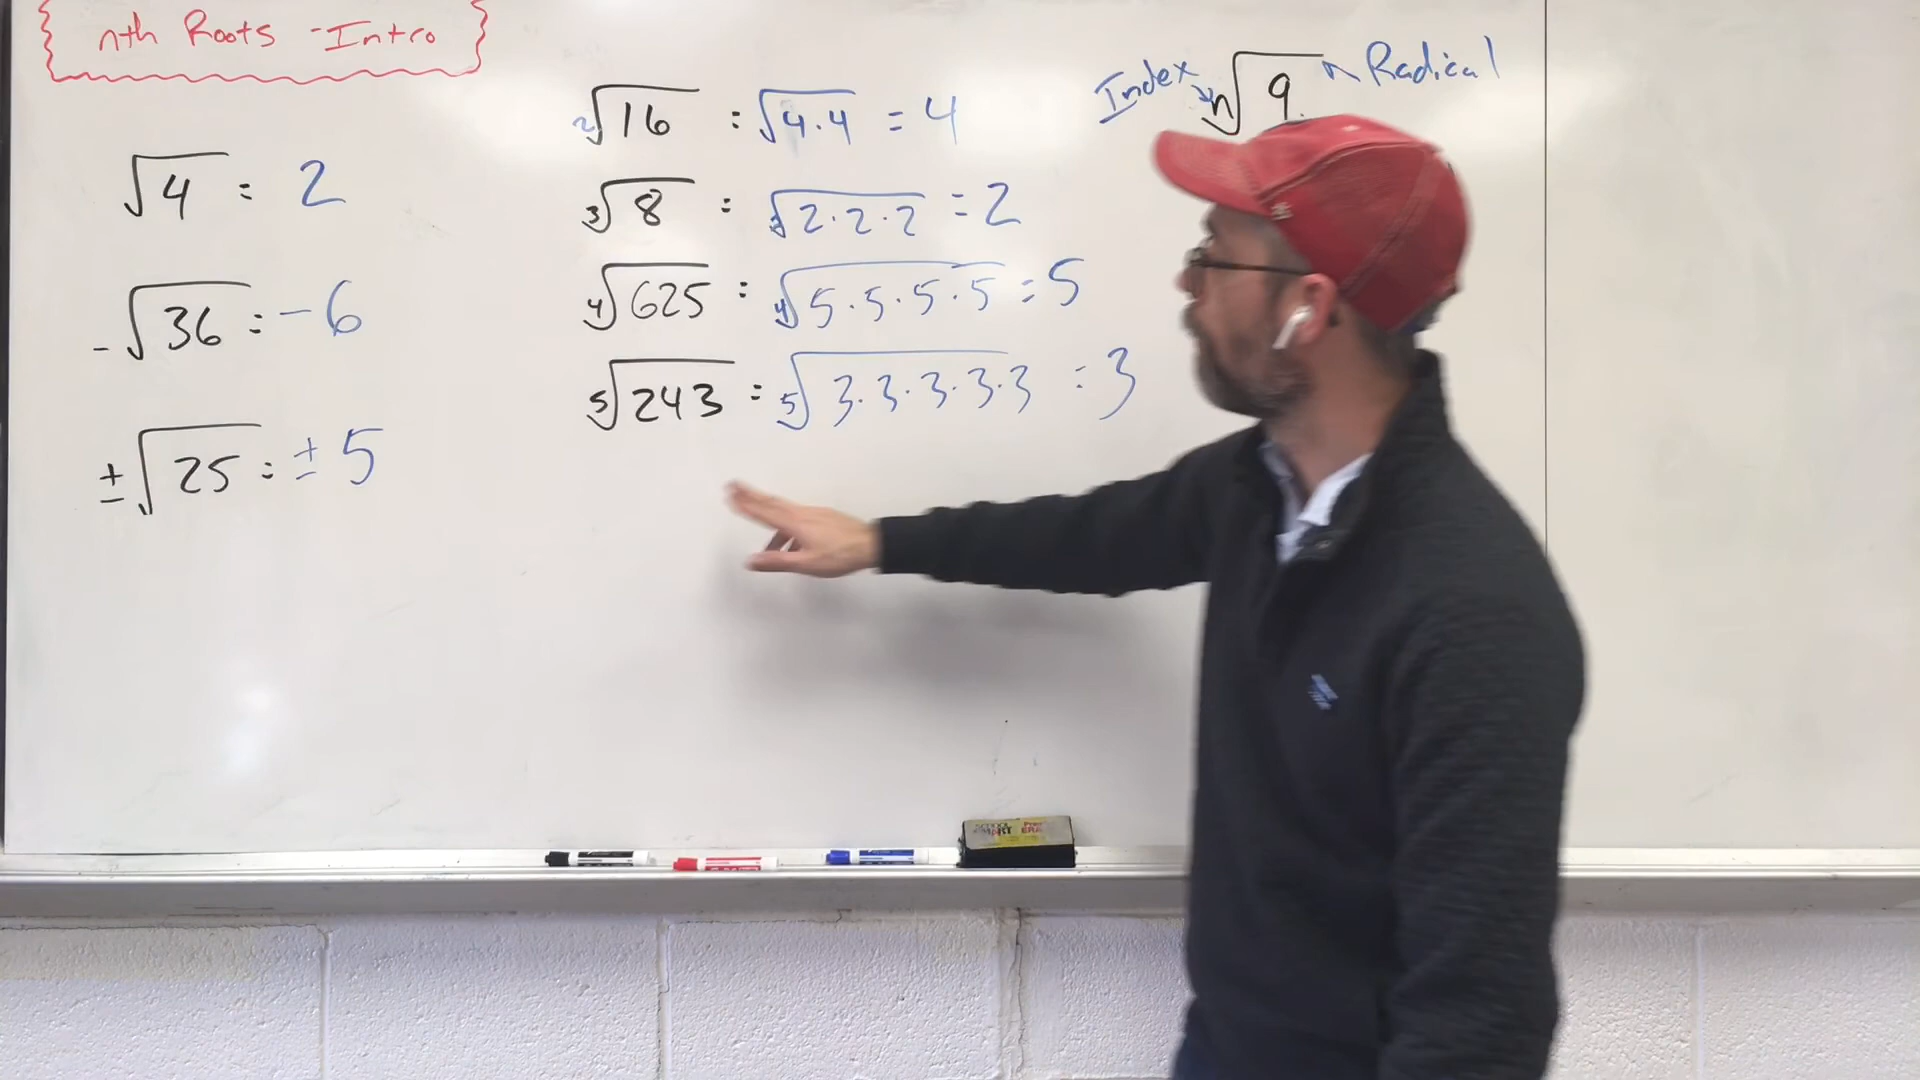 nth Roots - Intro
√4 = 2
-√36 = -6
±√25 = ±5
²√16 = √4·4 = 4
³√8 = ³√2·2·2 = 2
⁴√625 = ⁴√5·5·5·5 = 5
⁵√243 = ⁵√3·3·3·3·3 = 3
Index ⁿ√9 Radical